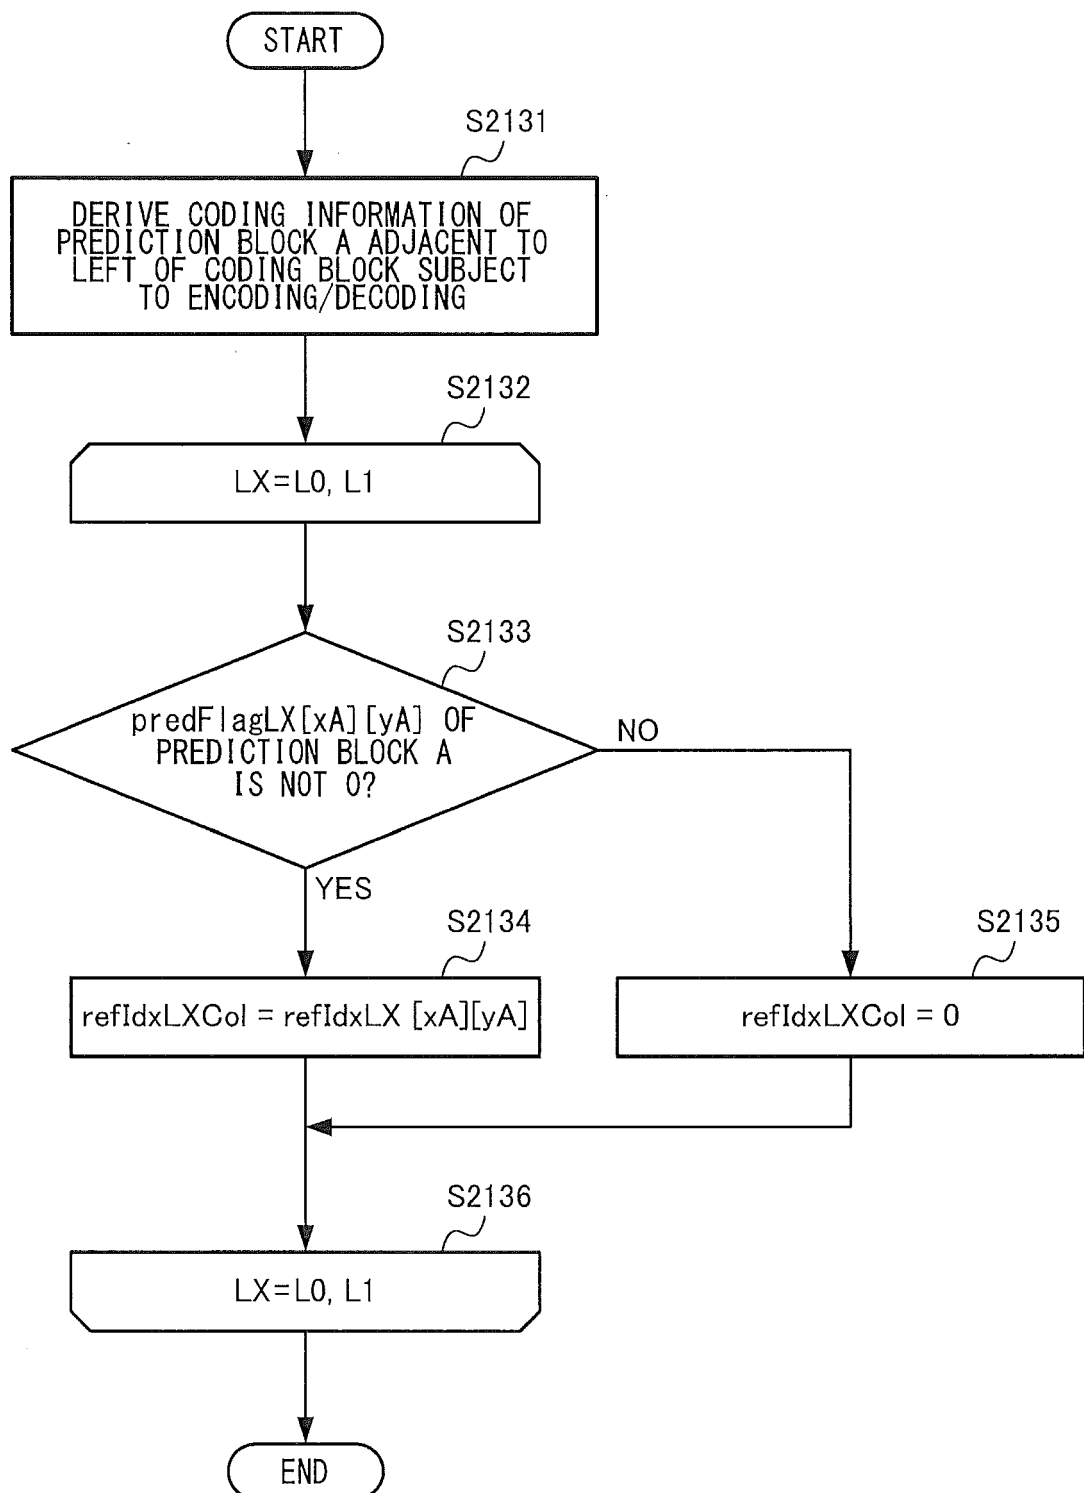 START
S2131
DERIVE CODING INFORMATION OF
PREDICTION BLOCK A ADJACENT TO
LEFT OF CODING BLOCK SUBJECT
TO ENCODING/DECODING
S2132
LX=L0, L1
S2133
predFlagLX[xA][yA] OF
PREDICTION BLOCK A
IS NOT 0?
NO
YES
S2134
refIdxLXCol = refIdxLX [xA][yA]
S2135
refIdxLXCol = 0
S2136
LX=L0, L1
END